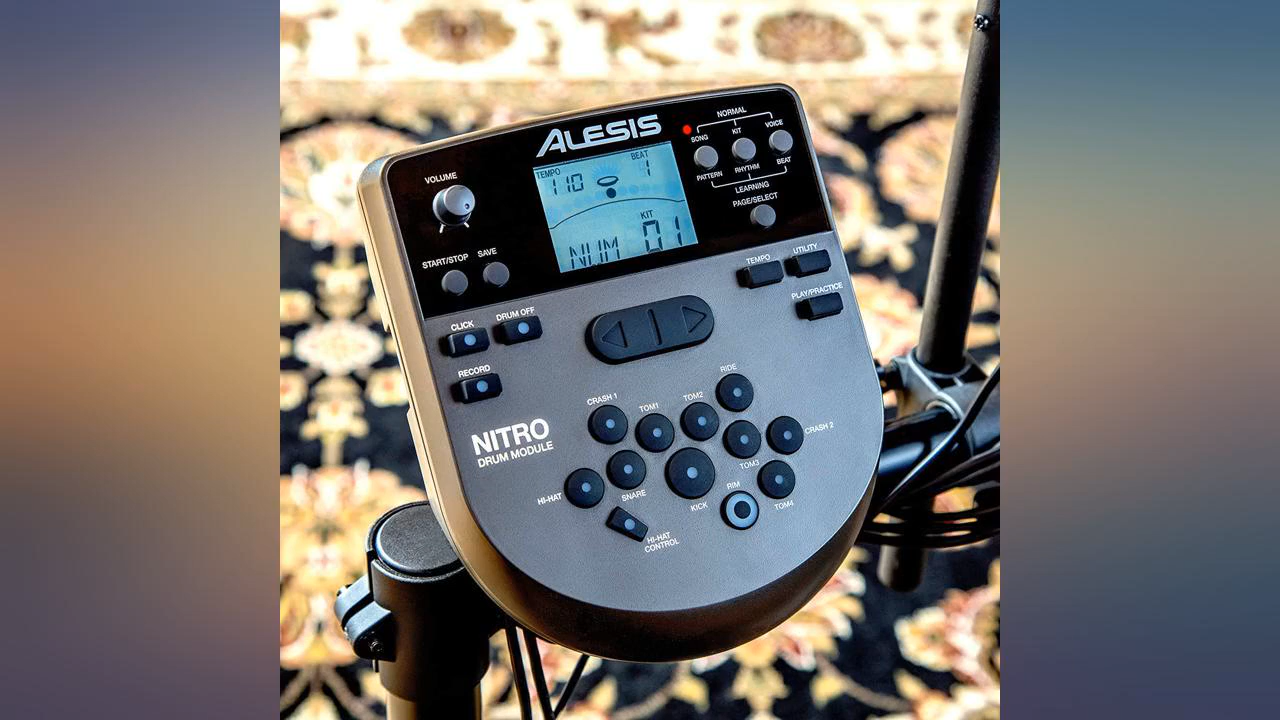 ALESIS
VOLUME
START/STOP SAVE
TEMPO BEAT
110 1
KIT
NUM 01
NORMAL
SONG KIT VOICE
PATTERN RHYTHM BEAT
LEARNING
PAGE/SELECT
TEMPO UTILITY
PLAY/PRACTICE
CLICK DRUM OFF
RECORD
NITRO
DRUM MODULE
CRASH 1 TOM1 TOM2 RIDE
CRASH 2
HI-HAT SNARE KICK RIM TOM3 TOM4
HI-HAT
CONTROL